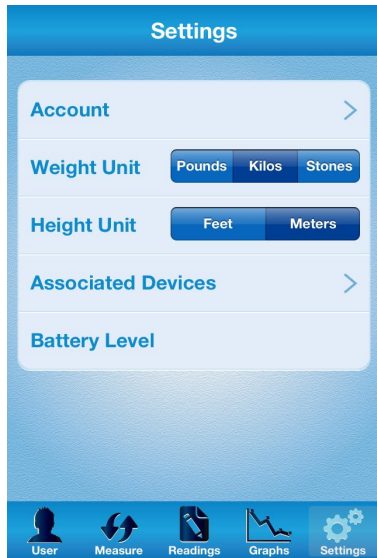 Settings
Account
Weight Unit Pounds Kilos Stones
Height Unit Feet Meters
Associated Devices
Battery Level
User Measure Readings Graphs Settings